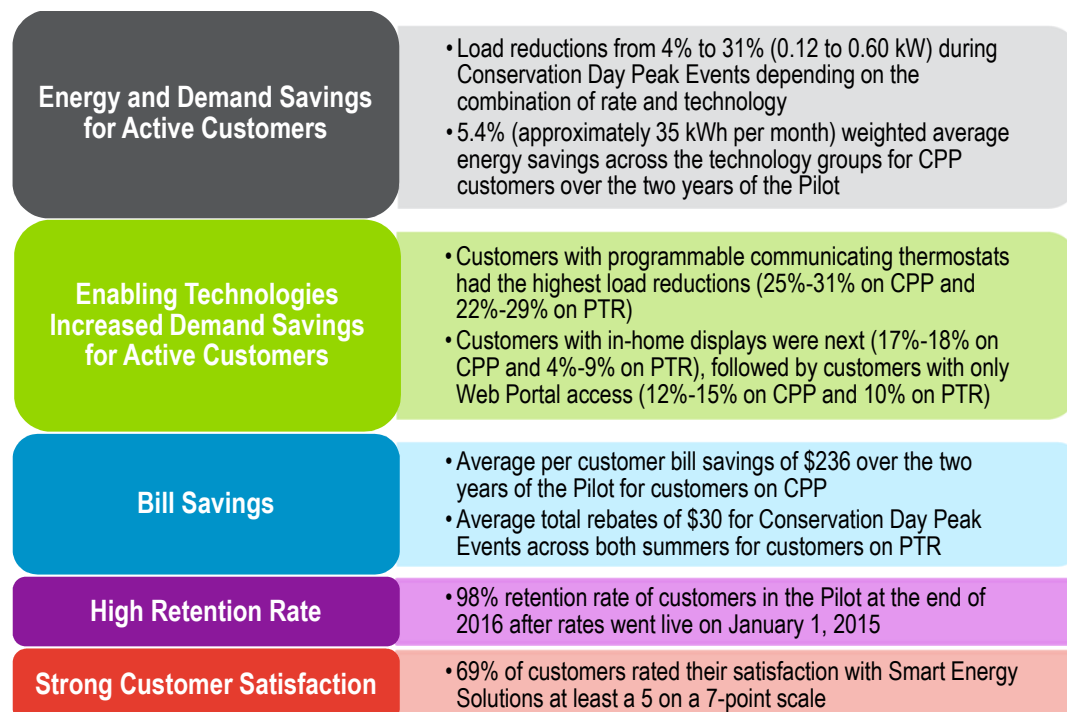 Energy and Demand Savings
for Active Customers
• Load reductions from 4% to 31% (0.12 to 0.60 kW) during
Conservation Day Peak Events depending on the
combination of rate and technology
• 5.4% (approximately 35 kWh per month) weighted average
energy savings across the technology groups for CPP
customers over the two years of the Pilot
Enabling Technologies
Increased Demand Savings
for Active Customers
• Customers with programmable communicating thermostats
had the highest load reductions (25%-31% on CPP and
22%-29% on PTR)
• Customers with in-home displays were next (17%-18% on
CPP and 4%-9% on PTR), followed by customers with only
Web Portal access (12%-15% on CPP and 10% on PTR)
Bill Savings
• Average per customer bill savings of $236 over the two
years of the Pilot for customers on CPP
• Average total rebates of $30 for Conservation Day Peak
Events across both summers for customers on PTR
High Retention Rate
• 98% retention rate of customers in the Pilot at the end of
2016 after rates went live on January 1, 2015
Strong Customer Satisfaction
• 69% of customers rated their satisfaction with Smart Energy
Solutions at least a 5 on a 7-point scale